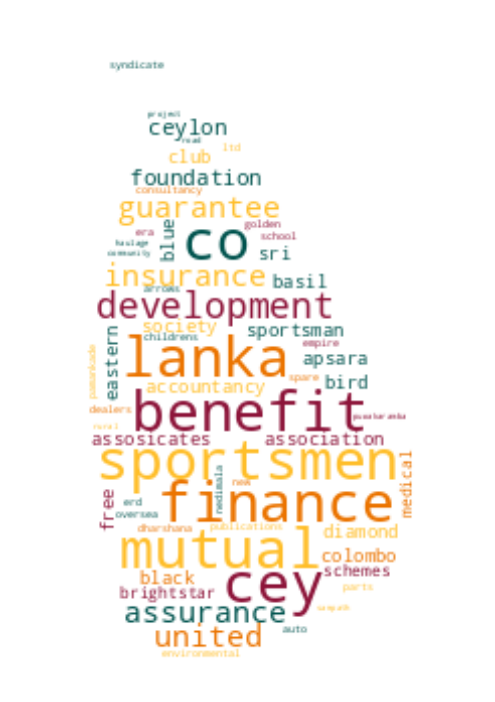 syndicate
project
ceylon
road
ltd
club
foundation
consultancy
guarantee
golden
era
blue
co
school
haulage
community
sri
insurance
basil
arrows
development
society
sportsman
childrens
eastern
empire
lanka
apsara
pamankade
spare
bird
accountancy
dealers
benefit
rural
assosicates
association
sportsmen
medical
nedimala
new
free
finance
erd
oversea
dharshana
publications
diamond
mutual
colombo
black
schemes
cey
parts
brightstar
assurance
sampath
united
auto
environmental